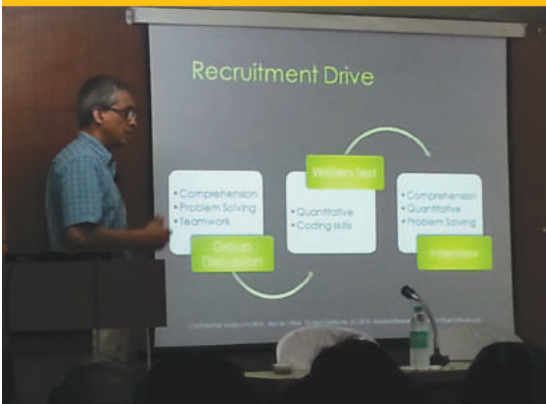 Recruitment Drive
• Comprehension
• Problem Solving
• Teamwork
Group
Discussion
Written Test
• Quantitative
• Coding skills
• Comprehension
• Quantitative
• Problem Solving
Interview